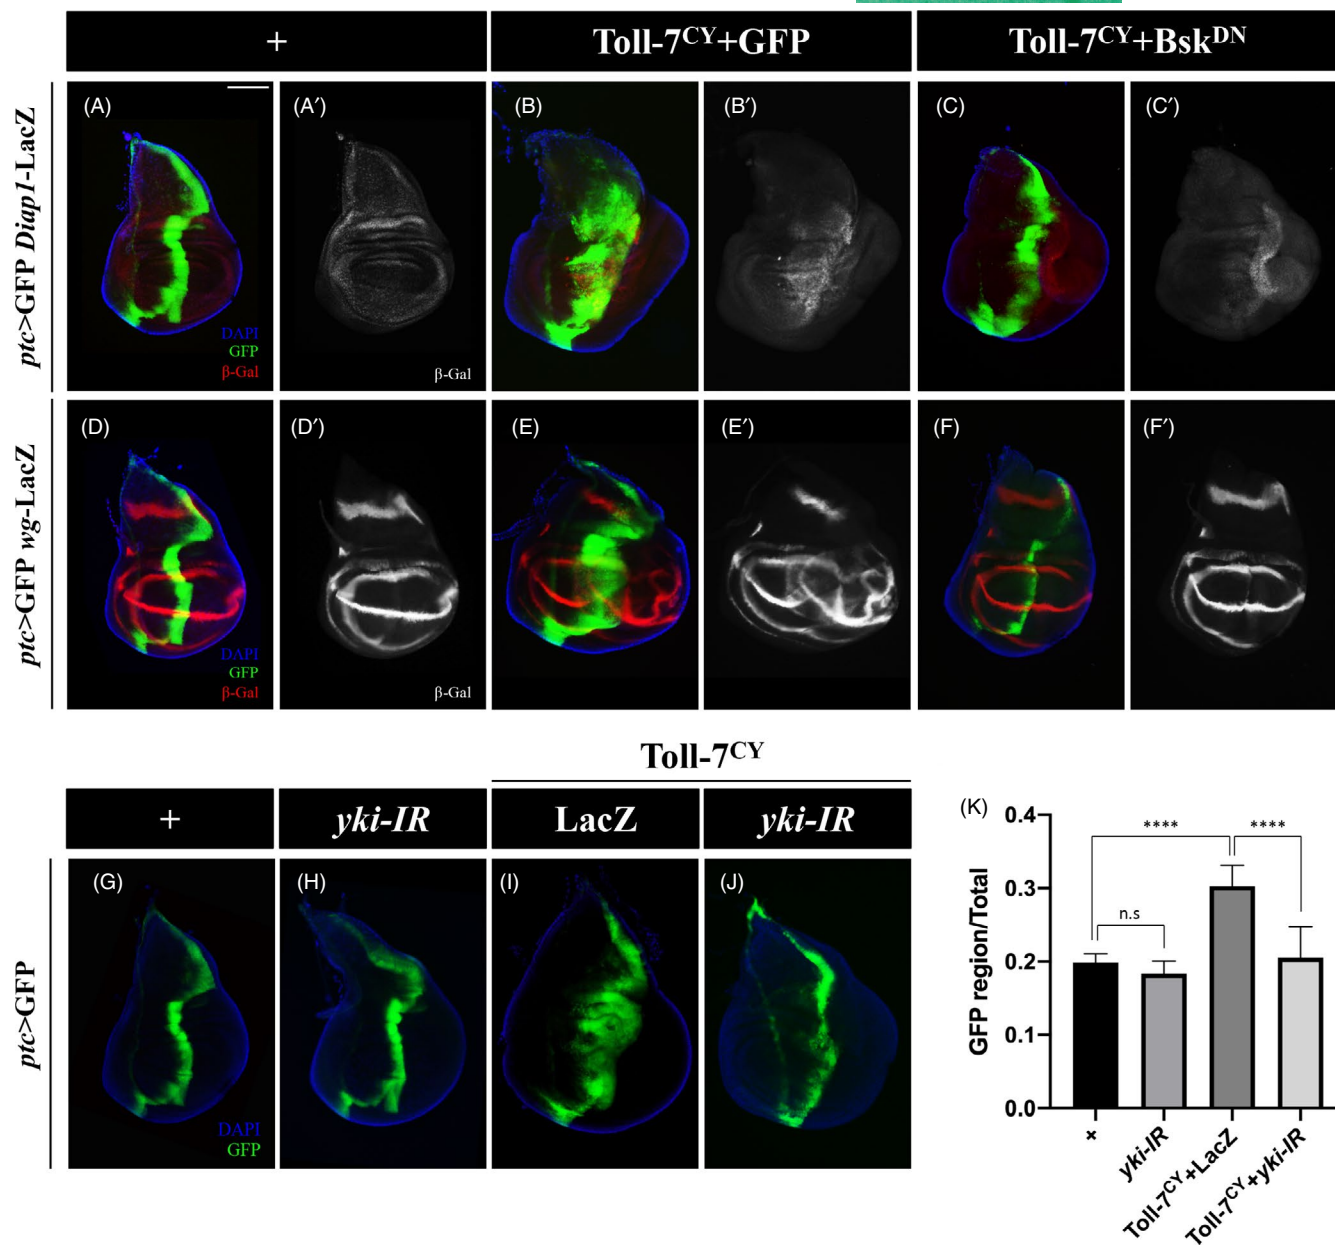 +
Toll-7ᶜʸ+GFP
Toll-7ᶜʸ+Bskᴰᴺ
ptc>GFP Diap1-LacZ
(A)
DAPI
GFP
β-Gal
(A′)
β-Gal
(B)
(B′)
(C)
(C′)
ptc>GFP wg-LacZ
(D)
DAPI
GFP
β-Gal
(D′)
β-Gal
(E)
(E′)
(F)
(F′)
Toll-7ᶜʸ
+
yki-IR
LacZ
yki-IR
ptc>GFP
(G)
DAPI
GFP
(H)
(I)
(J)
(K)
GFP region/Total
0.4
0.3
0.2
0.1
0.0
****
****
n.s
+
yki-IR
Toll-7ᶜʸ+LacZ
Toll-7ᶜʸ+yki-IR